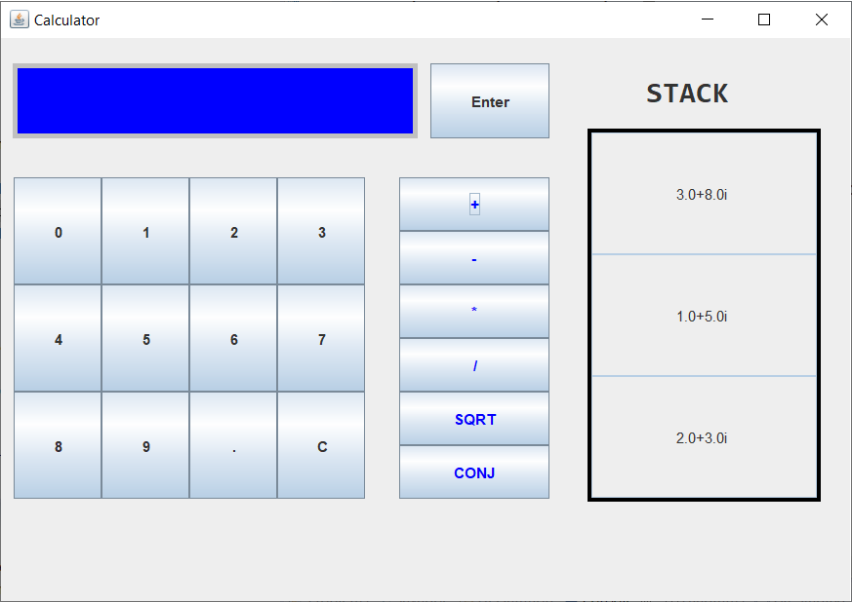 Calculator
Enter
STACK
0 1 2 3
4 5 6 7
8 9 . C
+
-
*
/
SQRT
CONJ
3.0+8.0i
1.0+5.0i
2.0+3.0i